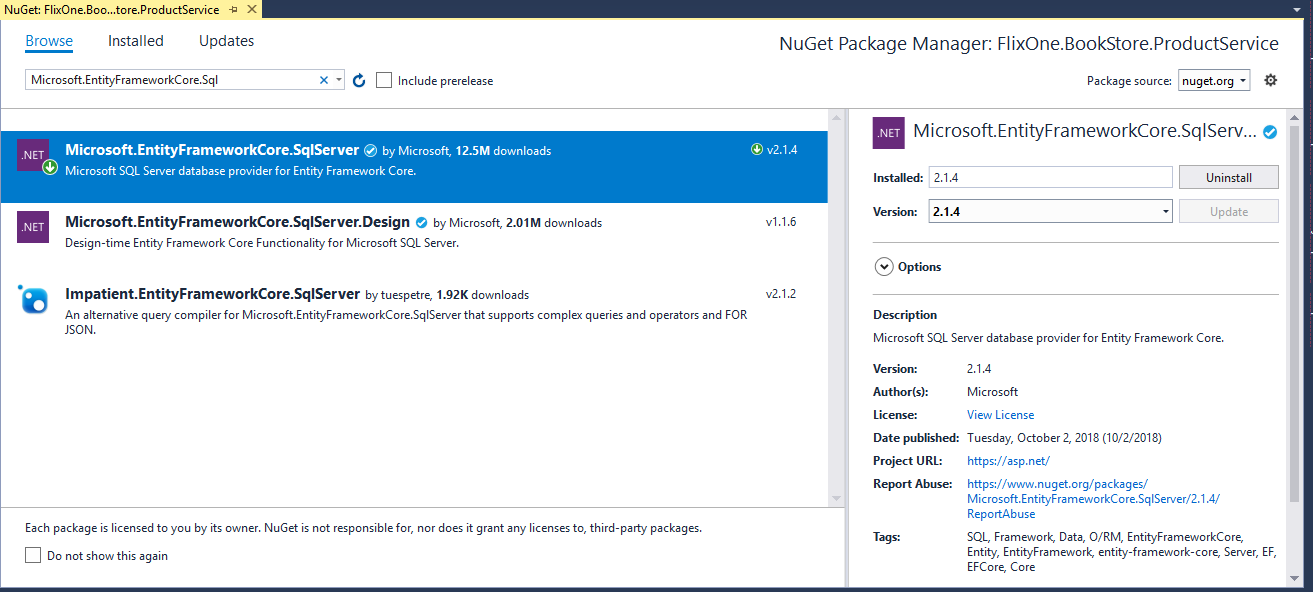 NuGet: FlixOne.Boo...tore.ProductService
Browse Installed Updates
NuGet Package Manager: FlixOne.BookStore.ProductService
Microsoft.EntityFrameworkCore.Sql
Include prerelease
Package source: nuget.org
.NET
Microsoft.EntityFrameworkCore.SqlServer by Microsoft, 12.5M downloads
v2.1.4
Microsoft SQL Server database provider for Entity Framework Core.
.NET
Microsoft.EntityFrameworkCore.SqlServer.Design by Microsoft, 2.01M downloads
v1.1.6
Design-time Entity Framework Core Functionality for Microsoft SQL Server.
Impatient.EntityFrameworkCore.SqlServer by tuespetre, 1.92K downloads
v2.1.2
An alternative query compiler for Microsoft.EntityFrameworkCore.SqlServer that supports complex queries and operators and FOR
JSON.
Each package is licensed to you by its owner. NuGet is not responsible for, nor does it grant any licenses to, third-party packages.
Do not show this again
.NET
Microsoft.EntityFrameworkCore.SqlServ...
Installed: 2.1.4 Uninstall
Version: 2.1.4 Update
Options
Description
Microsoft SQL Server database provider for Entity Framework Core.
Version: 2.1.4
Author(s): Microsoft
License: View License
Date published: Tuesday, October 2, 2018 (10/2/2018)
Project URL: https://asp.net/
Report Abuse: https://www.nuget.org/packages/
Microsoft.EntityFrameworkCore.SqlServer/2.1.4/
ReportAbuse
Tags: SQL, Framework, Data, O/RM, EntityFrameworkCore,
Entity, EntityFramework, entity-framework-core, Server, EF,
EFCore, Core